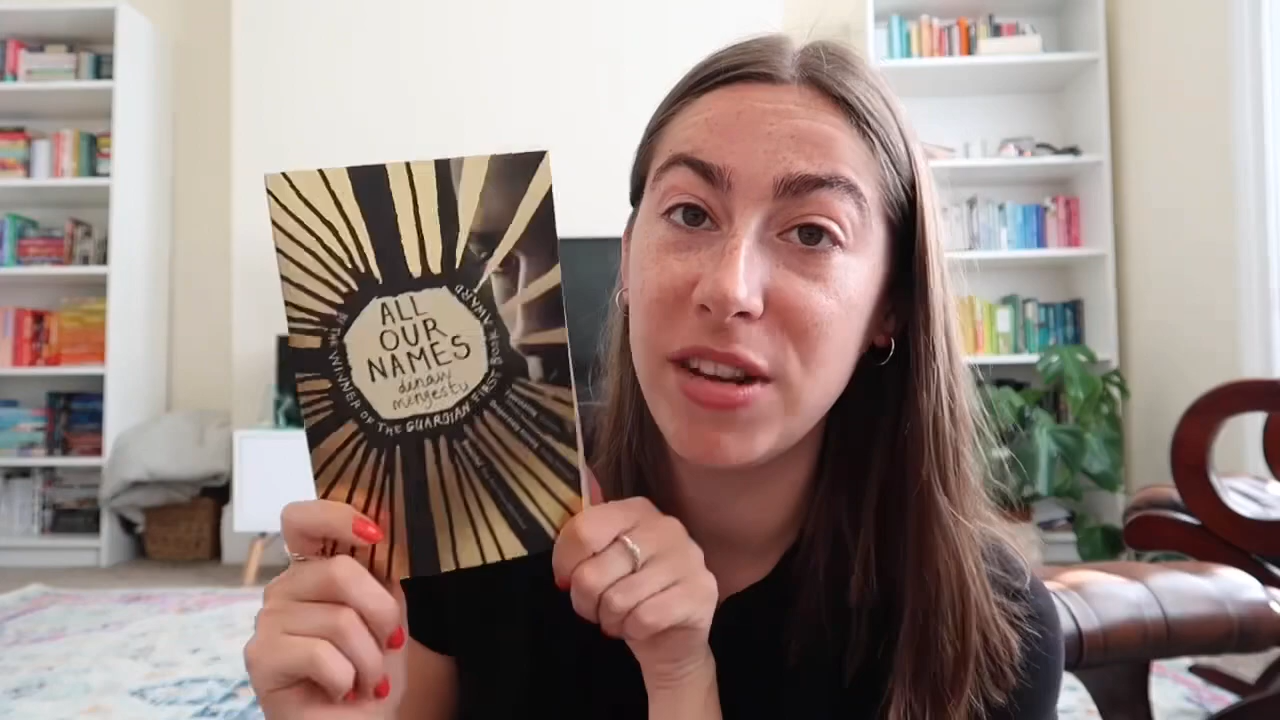 ALL
OUR
NAMES
dinaw
mengestu
BY THE WINNER OF THE GUARDIAN FIRST BOOK AWARD